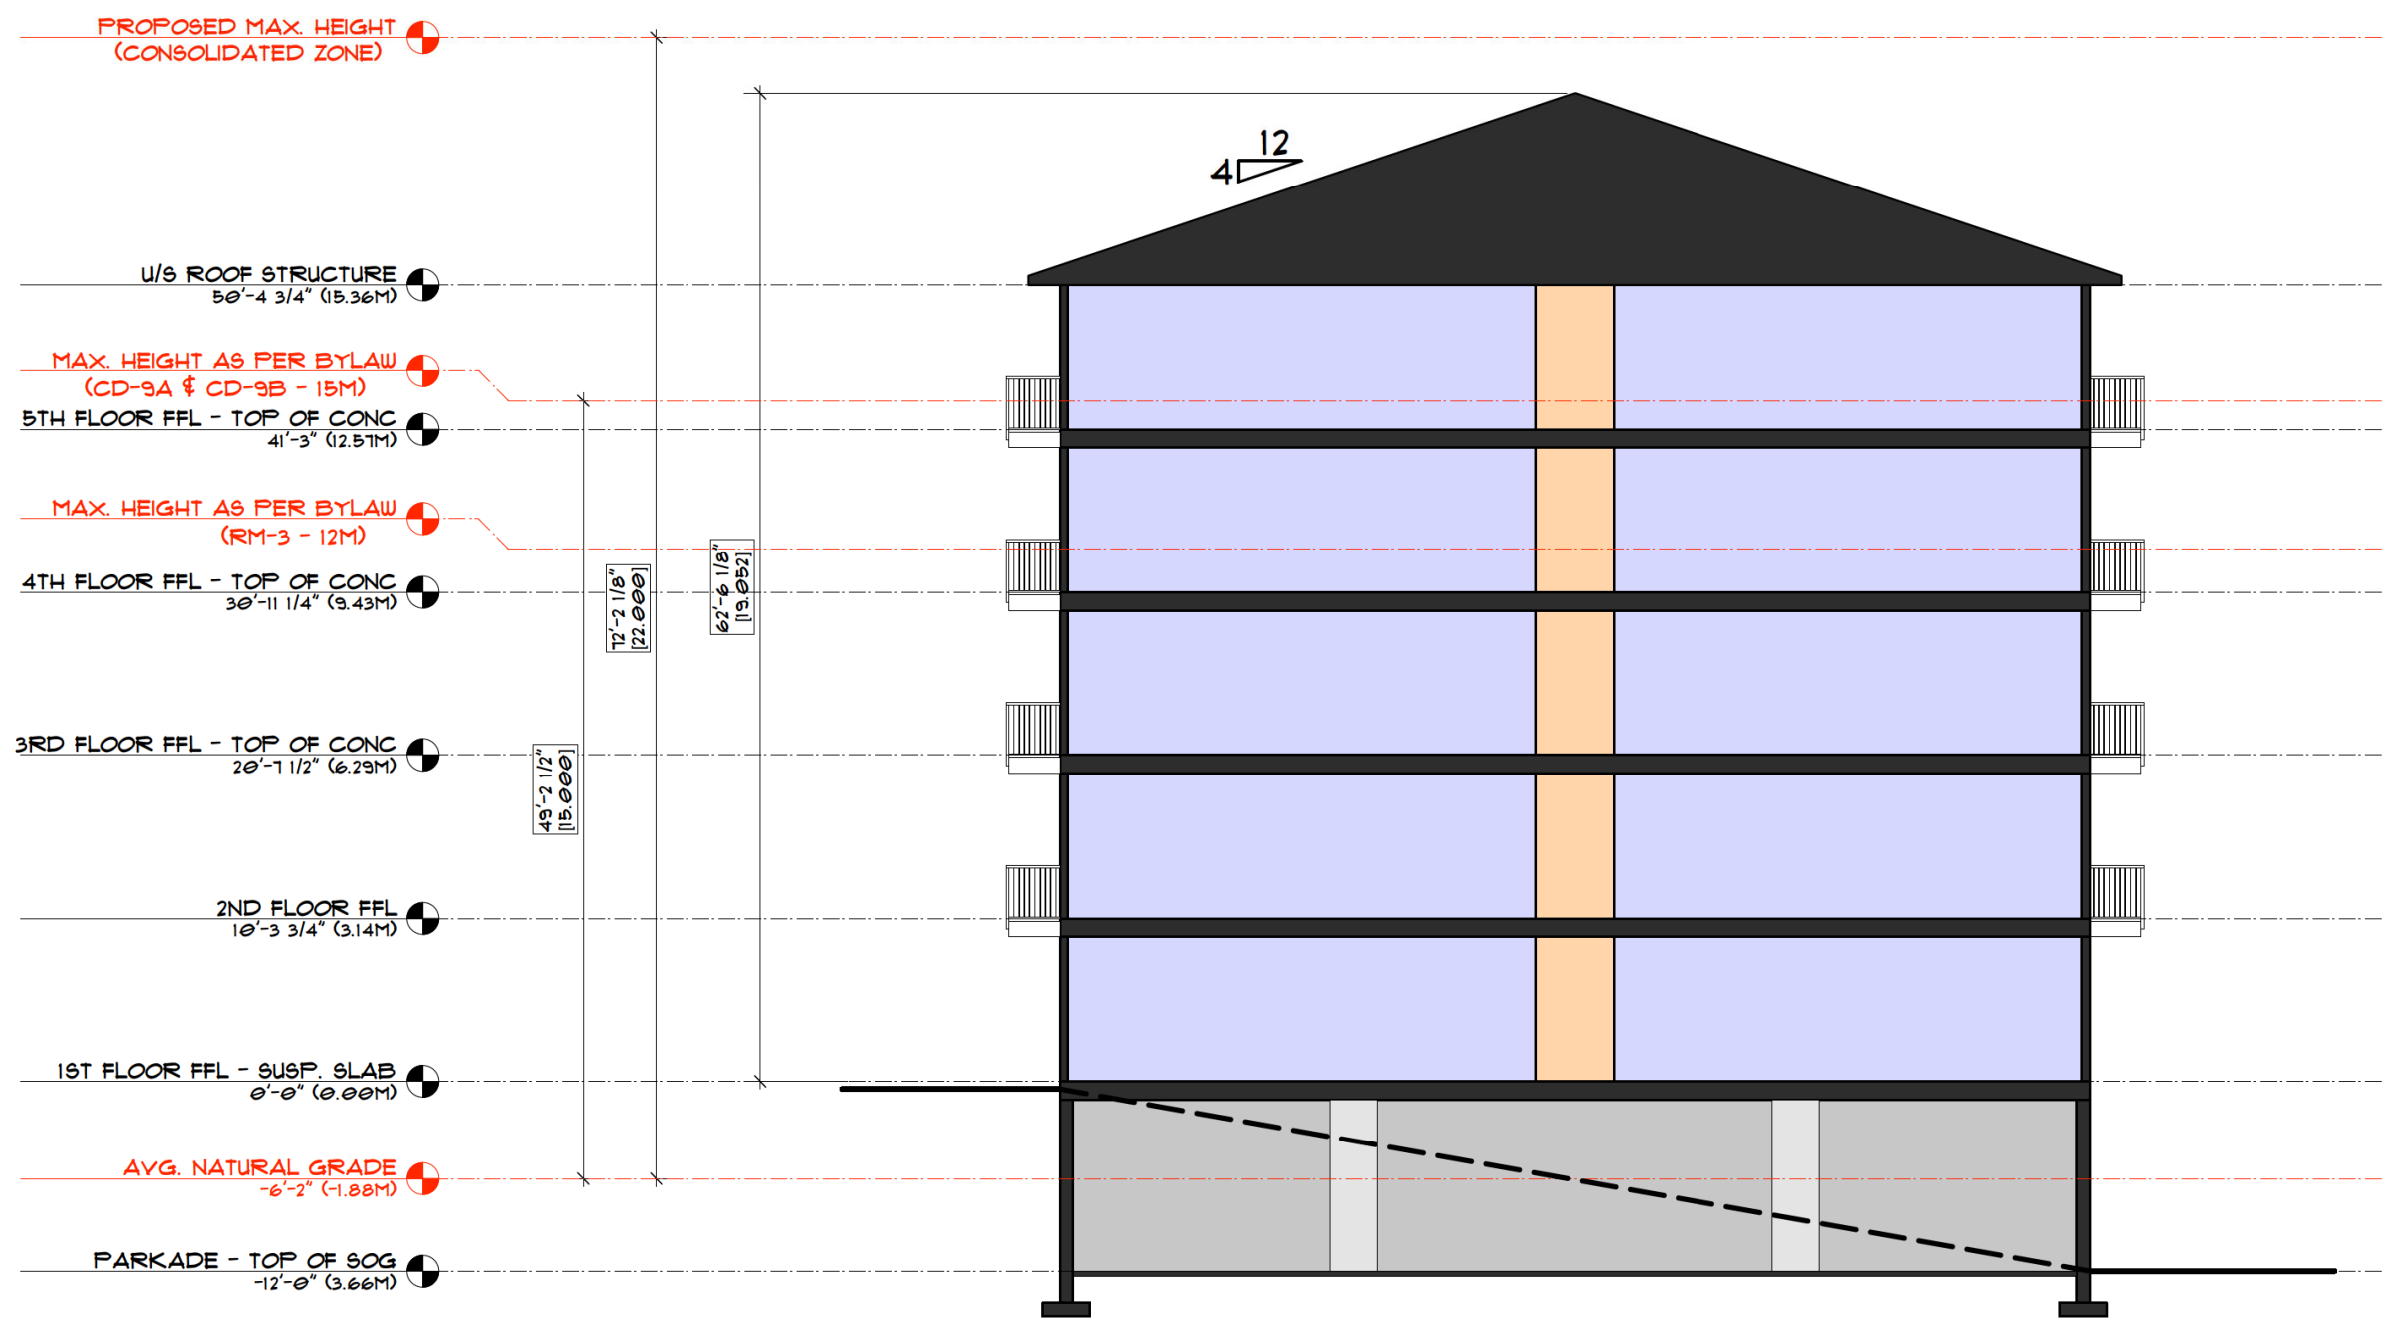 PROPOSED MAX. HEIGHT
(CONSOLIDATED ZONE)
12
4
U/S ROOF STRUCTURE
50'-4 3/4" (15.36M)
MAX. HEIGHT AS PER BYLAW
(CD-9A & CD-9B - 15M)
5TH FLOOR FFL - TOP OF CONC
41'-3" (12.57M)
MAX. HEIGHT AS PER BYLAW
(RM-3 - 12M)
4TH FLOOR FFL - TOP OF CONC
30'-11 1/4" (9.43M)
72'-2 1/8"
[22.000]
62'-6 1/8"
[19.052]
3RD FLOOR FFL - TOP OF CONC
20'-7 1/2" (6.29M)
49'-2 1/2"
[15.000]
2ND FLOOR FFL
10'-3 3/4" (3.14M)
1ST FLOOR FFL - SUSP. SLAB
0'-0" (0.00M)
AVG. NATURAL GRADE
-6'-2" (-1.88M)
PARKADE - TOP OF SOG
-12'-0" (3.66M)